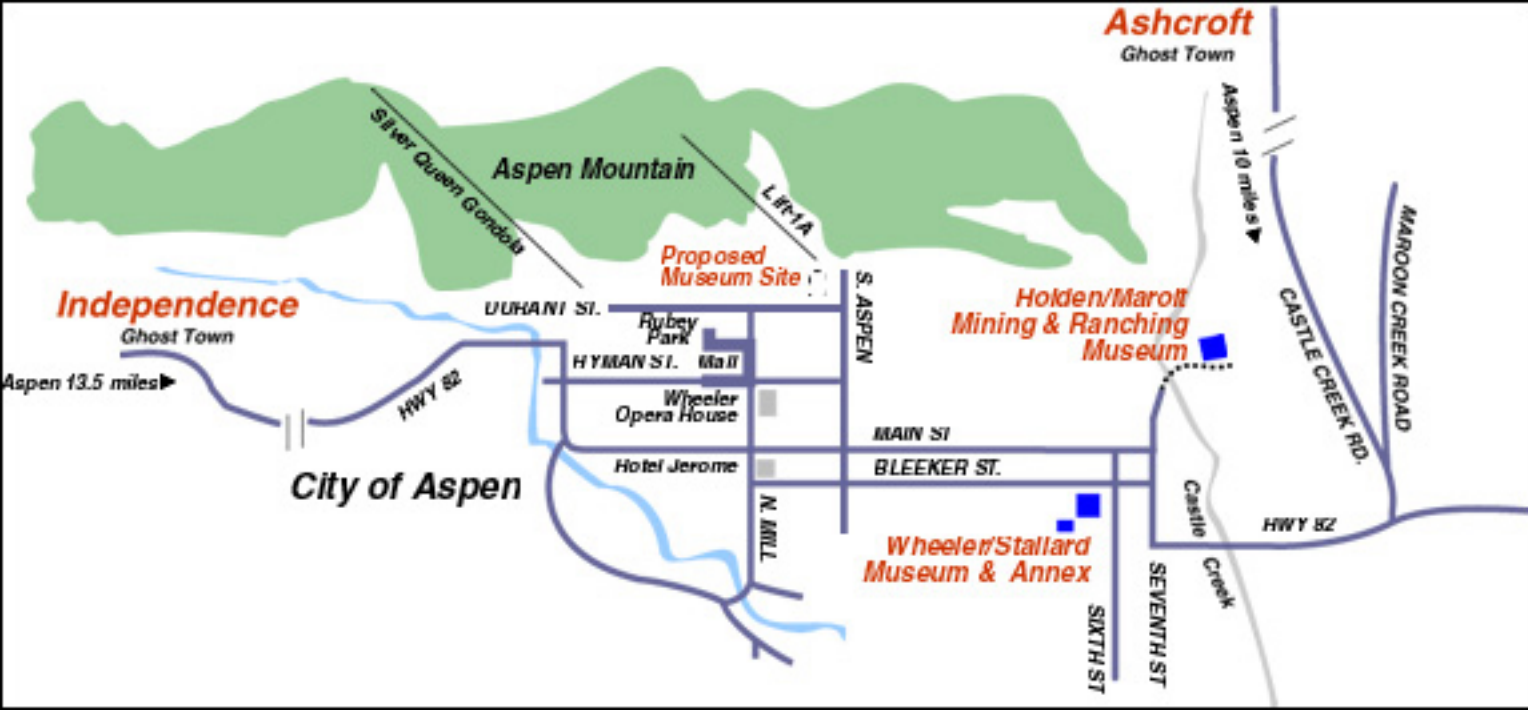 Ashcroft
Ghost Town
Aspen 10 miles
Silver Queen Gondola
Aspen Mountain
Lift-1A
MAROON CREEK ROAD
CASTLE CREEK RD.
Proposed
Museum Site
S. ASPEN
Independence
Ghost Town
Aspen 13.5 miles
HWY 82
DURANT ST.
Rubey
Park
HYMAN ST.
Mall
Wheeler
Opera House
Holden/Marolt
Mining & Ranching
Museum
MAIN ST
Hotel Jerome
BLEEKER ST.
City of Aspen
N. MILL
Wheeler/Stallard
Museum & Annex
Castle
Creek
HWY 82
SIXTH ST
SEVENTH ST